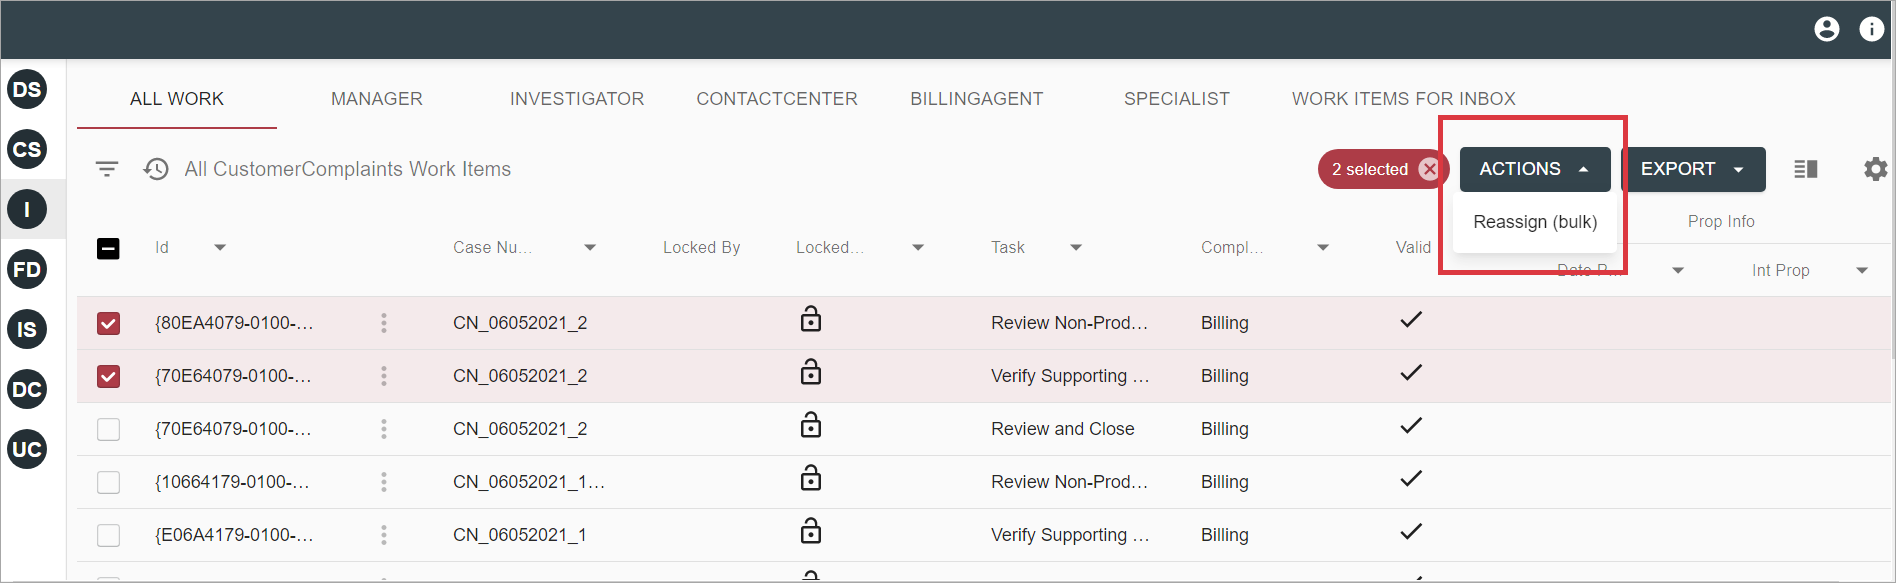 DS
CS
I
FD
IS
DC
UC
ALL WORK MANAGER INVESTIGATOR CONTACTCENTER BILLINGAGENT SPECIALIST WORK ITEMS FOR INBOX
All CustomerComplaints Work Items 2 selected ACTIONS EXPORT
Reassign (bulk)
Prop Info
Id Case Nu... Locked By Locked... Task Compl... Valid
Date P... Int Prop
{80EA4079-0100-... CN_06052021_2 Review Non-Prod... Billing
{70E64079-0100-... CN_06052021_2 Verify Supporting ... Billing
{70E64079-0100-... CN_06052021_2 Review and Close Billing
{10664179-0100-... CN_06052021_1... Review Non-Prod... Billing
{E06A4179-0100-... CN_06052021_1 Verify Supporting ... Billing